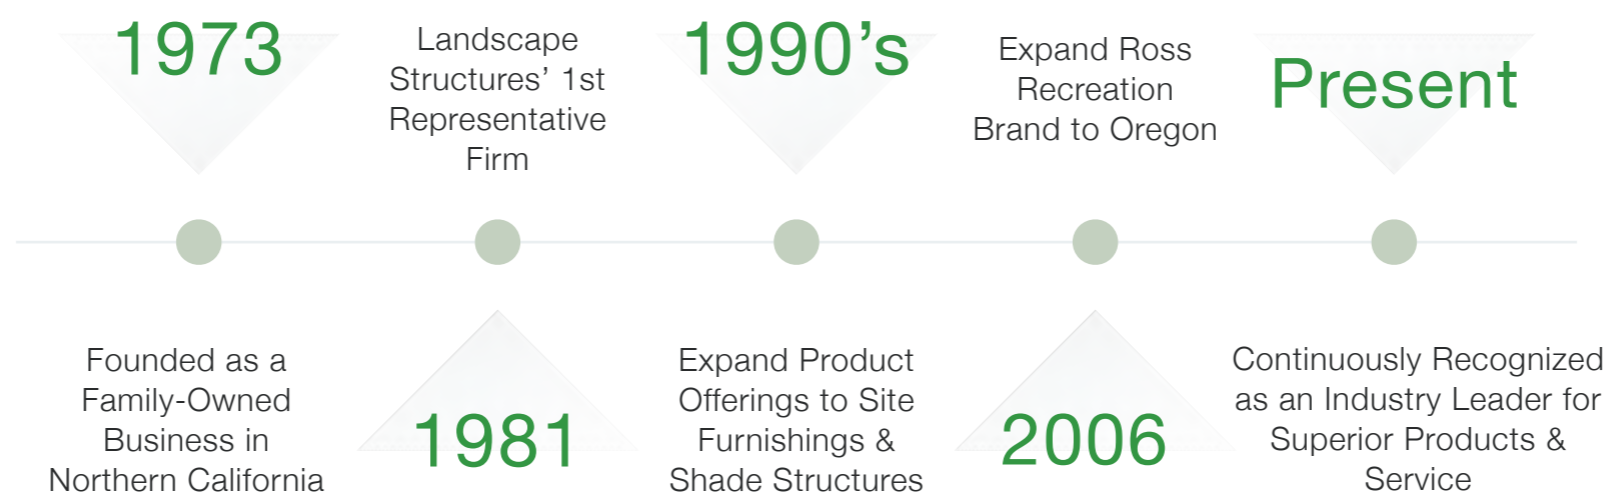 1973
Founded as a
Family-Owned
Business in
Northern California
Landscape
Structures’ 1st
Representative
Firm
1981
1990’s
Expand Product
Offerings to Site
Furnishings &
Shade Structures
Expand Ross
Recreation
Brand to Oregon
2006
Present
Continuously Recognized
as an Industry Leader for
Superior Products &
Service